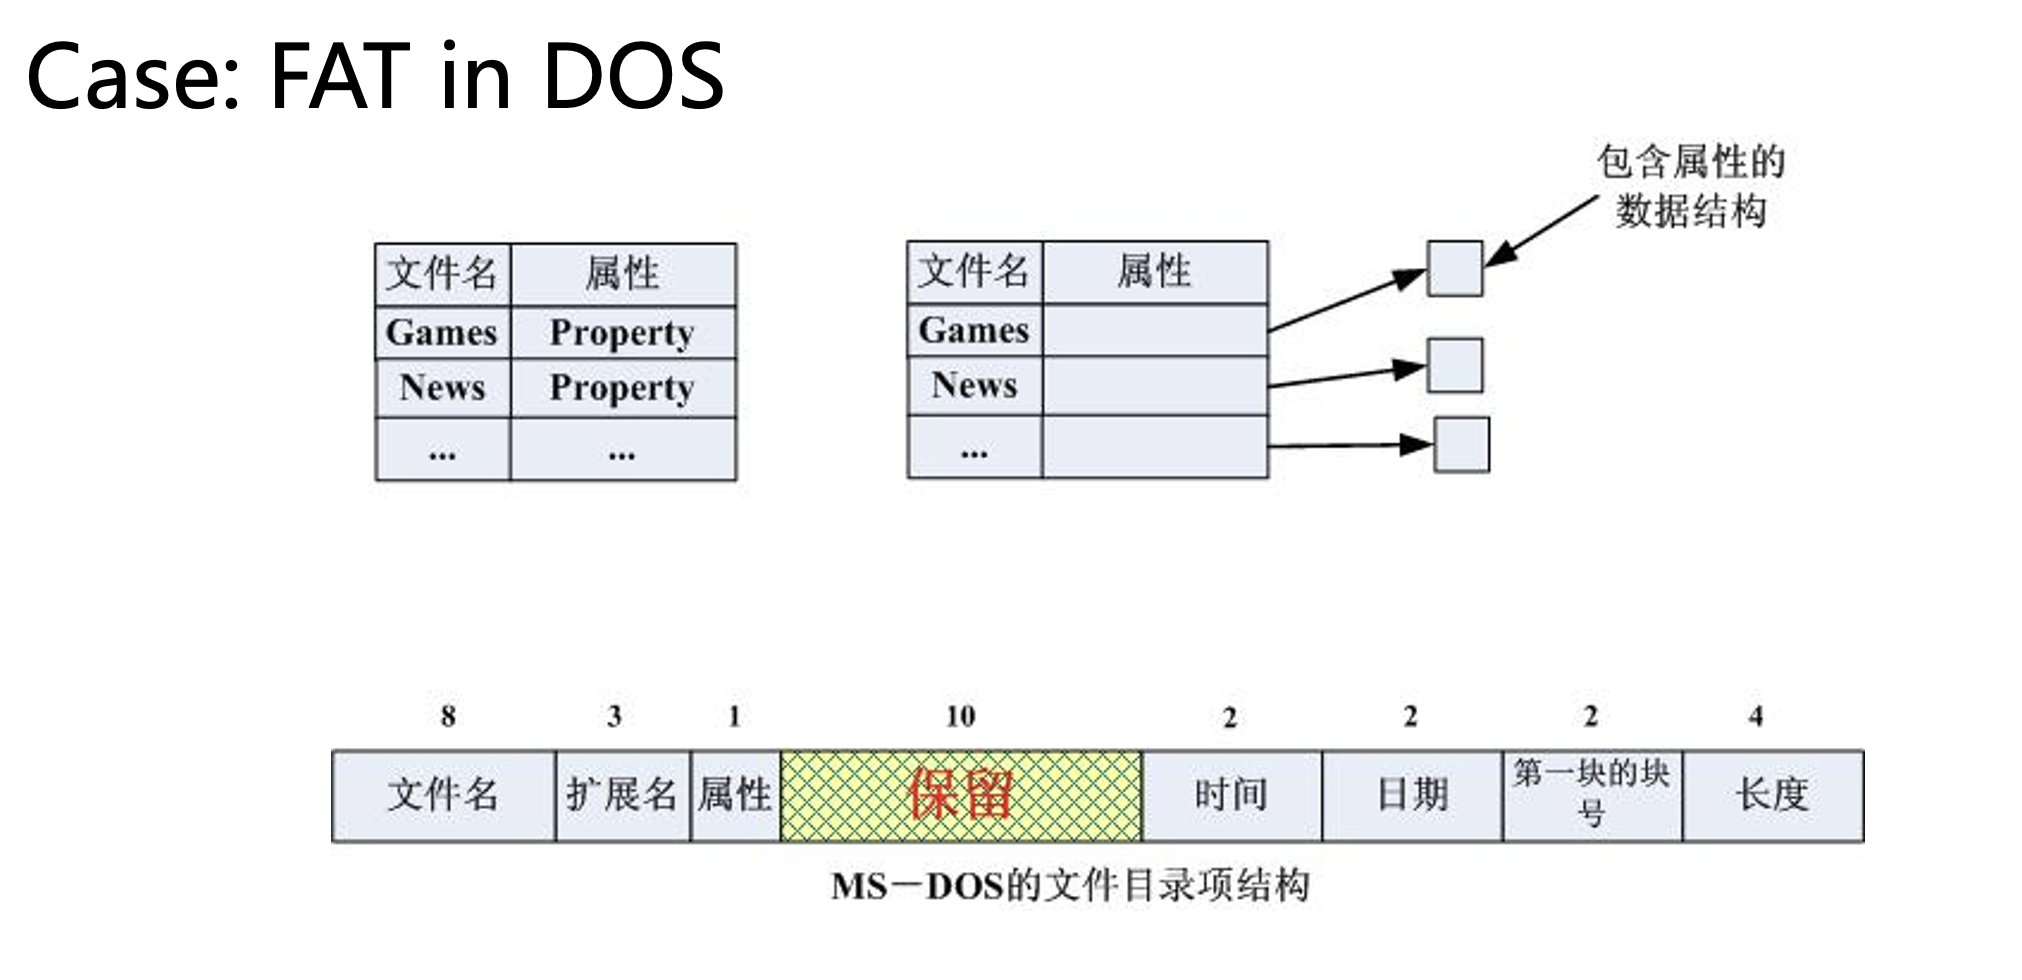 Case: FAT in DOS
包含属性的
数据结构
文件名 属性
Games Property
News Property
... ...
文件名 属性
Games
News
...
8 3 1 10 2 2 2 4
文件名 扩展名 属性 保留 时间 日期 第一块的块 长度
号
MS－DOS的文件目录项结构